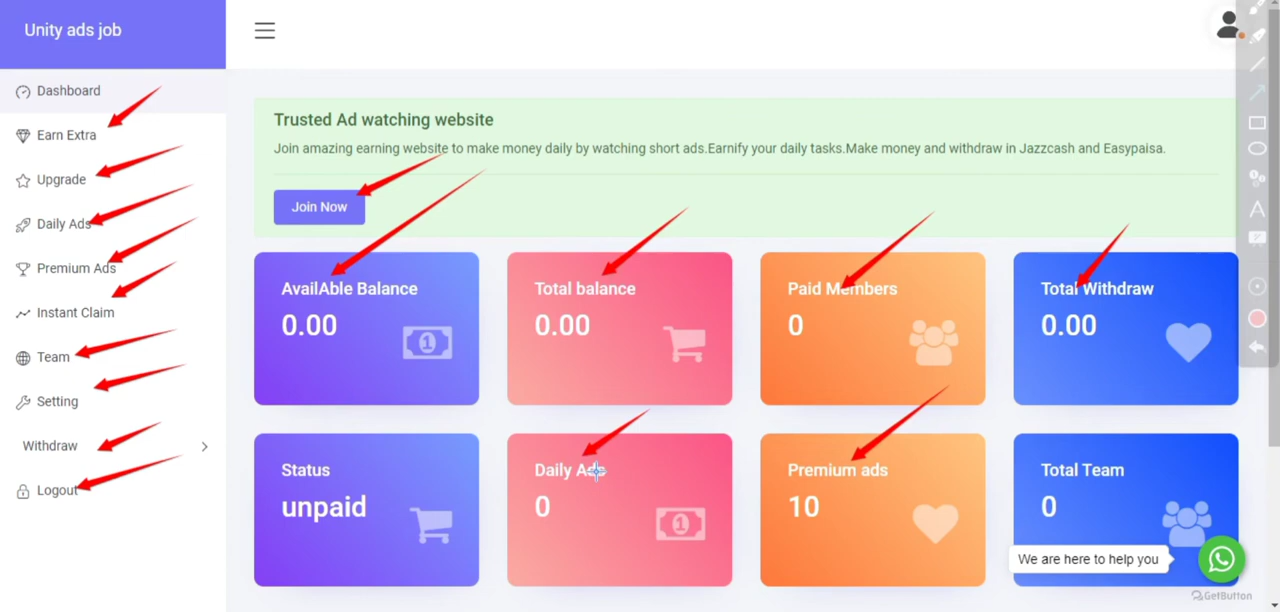 Unity ads job
Dashboard
Earn Extra
Upgrade
Daily Ads
Premium Ads
Instant Claim
Team
Setting
Withdraw
Logout
Trusted Ad watching website
Join amazing earning website to make money daily by watching short ads.Earnify your daily tasks.Make money and withdraw in Jazzcash and Easypaisa.
Join Now
AvailAble Balance
0.00
Total balance
0.00
Paid Members
0
Total Withdraw
0.00
Status
unpaid
Daily Ads
0
Premium ads
10
Total Team
0
We are here to help you
GetButton